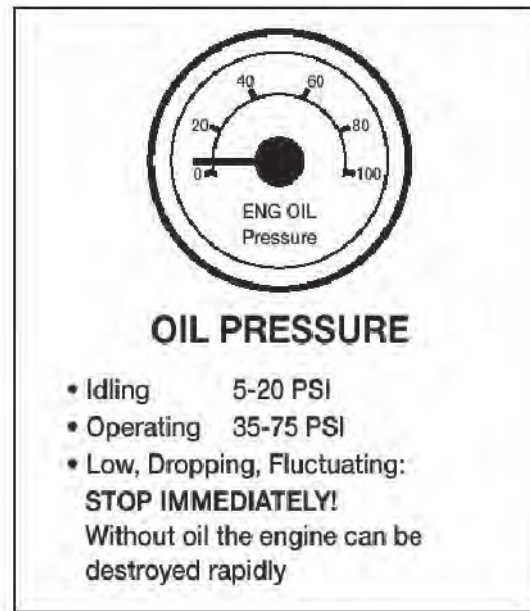 40 60
20 80
0 100
ENG OIL
Pressure
OIL PRESSURE
• Idling 5-20 PSI
• Operating 35-75 PSI
• Low, Dropping, Fluctuating:
STOP IMMEDIATELY!
Without oil the engine can be
destroyed rapidly